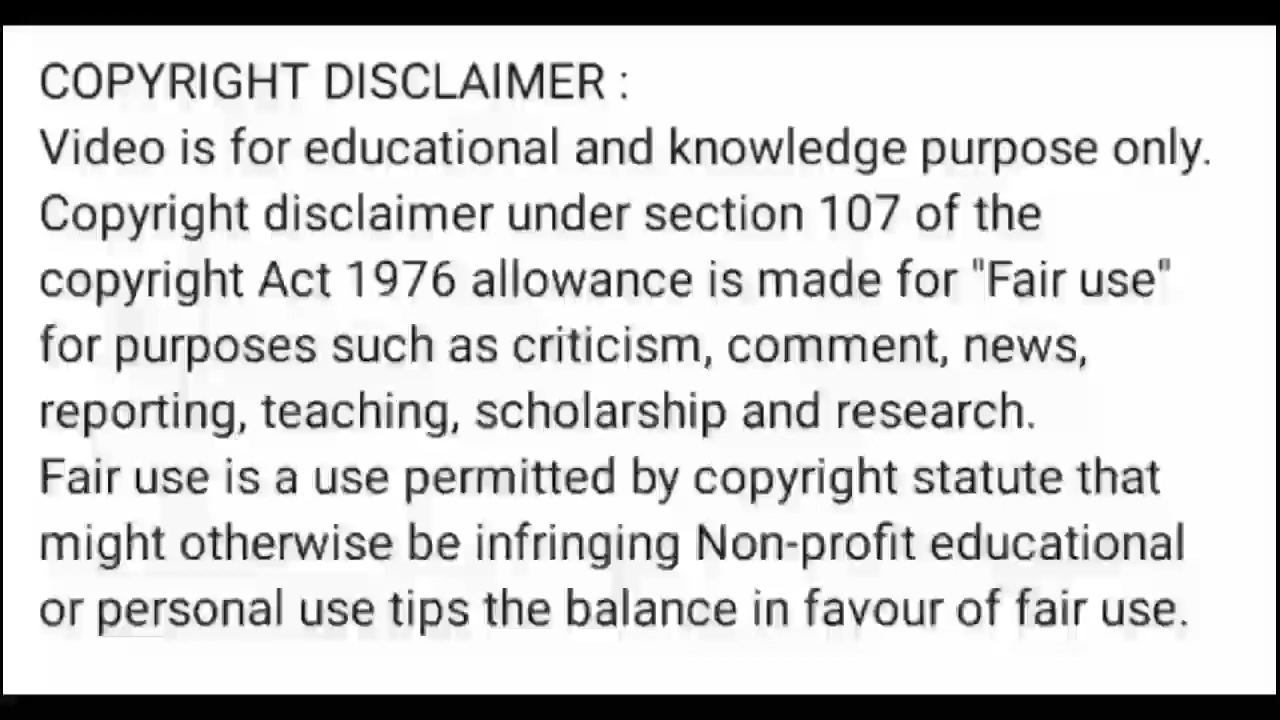 COPYRIGHT DISCLAIMER :
Video is for educational and knowledge purpose only.
Copyright disclaimer under section 107 of the
copyright Act 1976 allowance is made for "Fair use"
for purposes such as criticism, comment, news,
reporting, teaching, scholarship and research.
Fair use is a use permitted by copyright statute that
might otherwise be infringing Non-profit educational
or personal use tips the balance in favour of fair use.